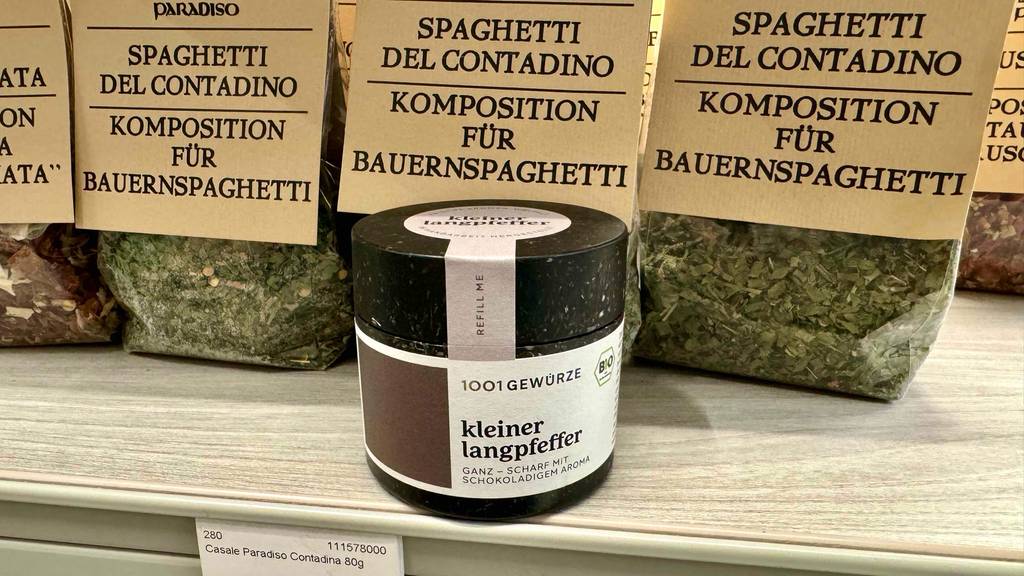 ATA
ON
A
ATA"
PARADISO
SPAGHETTI
DEL CONTADINO
KOMPOSITION
FÜR
BAUERNSPAGHETTI
SPAGHETTI
DEL CONTADINO
KOMPOSITION
FÜR
BAUERNSPAGHETTI
SPAGHETTI
DEL CONTADINO
KOMPOSITION
FÜR
BAUERNSPAGHETTI
kleiner
langpfeffer
REFILL ME
1001 GEWÜRZE
BIO
kleiner
langpfeffer
GANZ – SCHARF MIT
SCHOKOLADIGEM AROMA
280
111578000
Casale Paradiso Contadina 80g